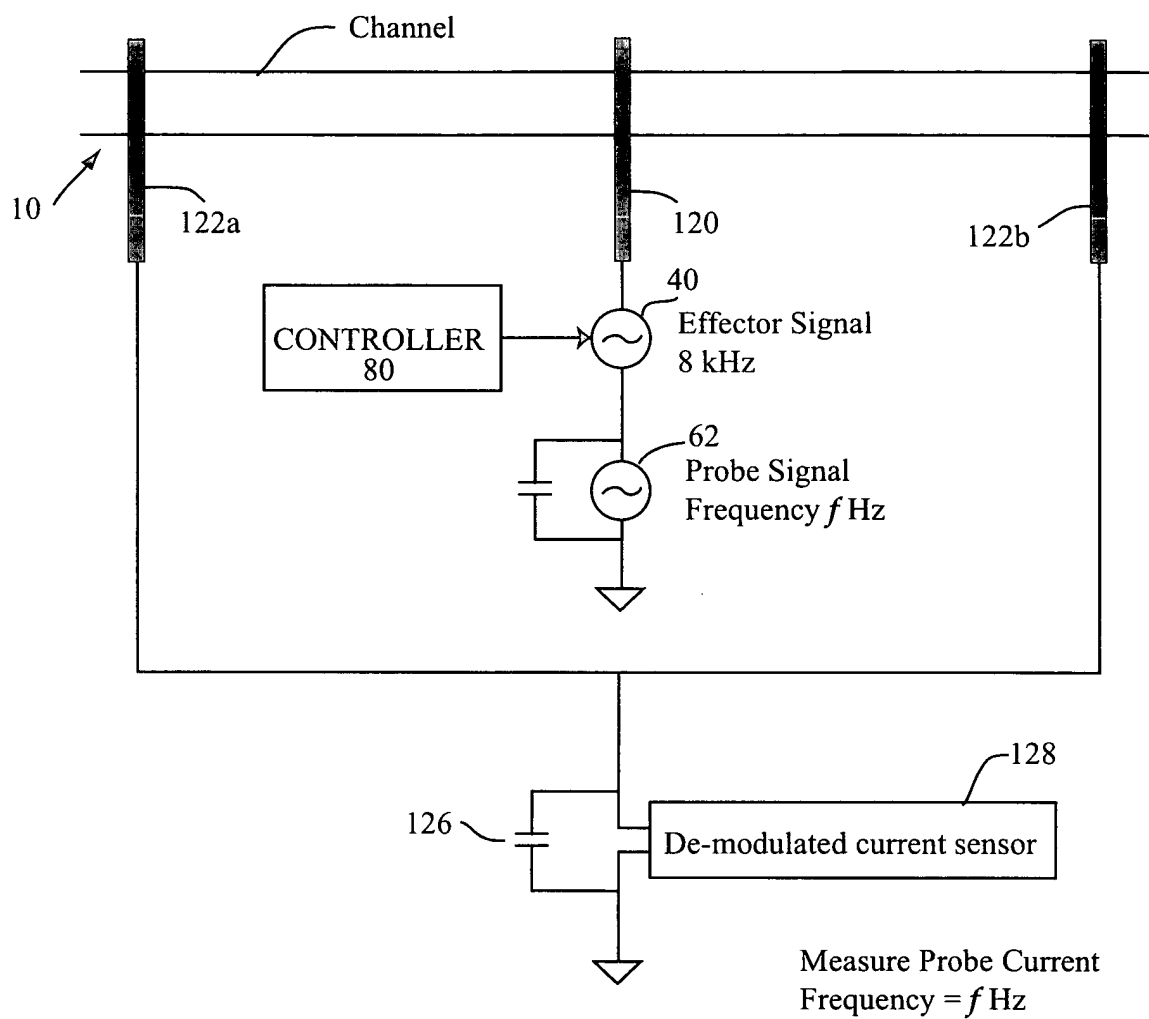 Channel
10
122a
120
122b
40
Effector Signal
8 kHz
CONTROLLER
80
62
Probe Signal
Frequency f Hz
128
126
De-modulated current sensor
Measure Probe Current
Frequency = f Hz